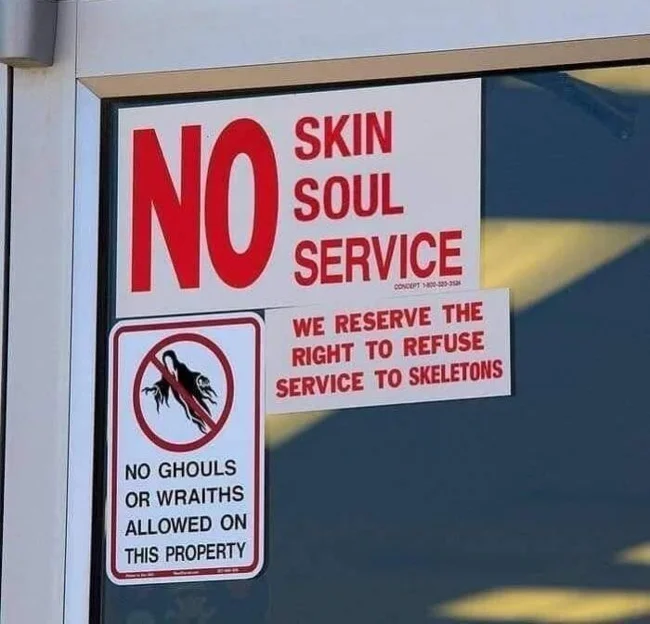 NO
SKIN
SOUL
SERVICE
WE RESERVE THE
RIGHT TO REFUSE
SERVICE TO SKELETONS
NO GHOULS
OR WRAITHS
ALLOWED ON
THIS PROPERTY